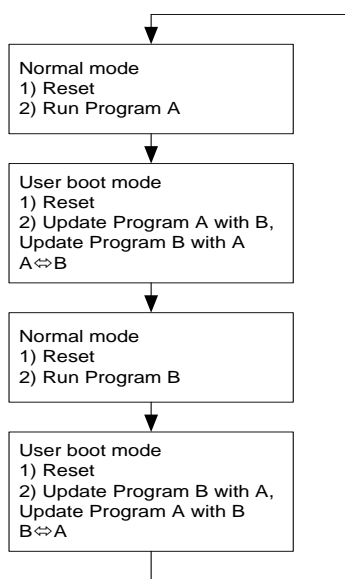 Normal mode
1) Reset
2) Run Program A
User boot mode
1) Reset
2) Update Program A with B,
Update Program B with A
A⇔B
Normal mode
1) Reset
2) Run Program B
User boot mode
1) Reset
2) Update Program B with A,
Update Program A with B
B⇔A